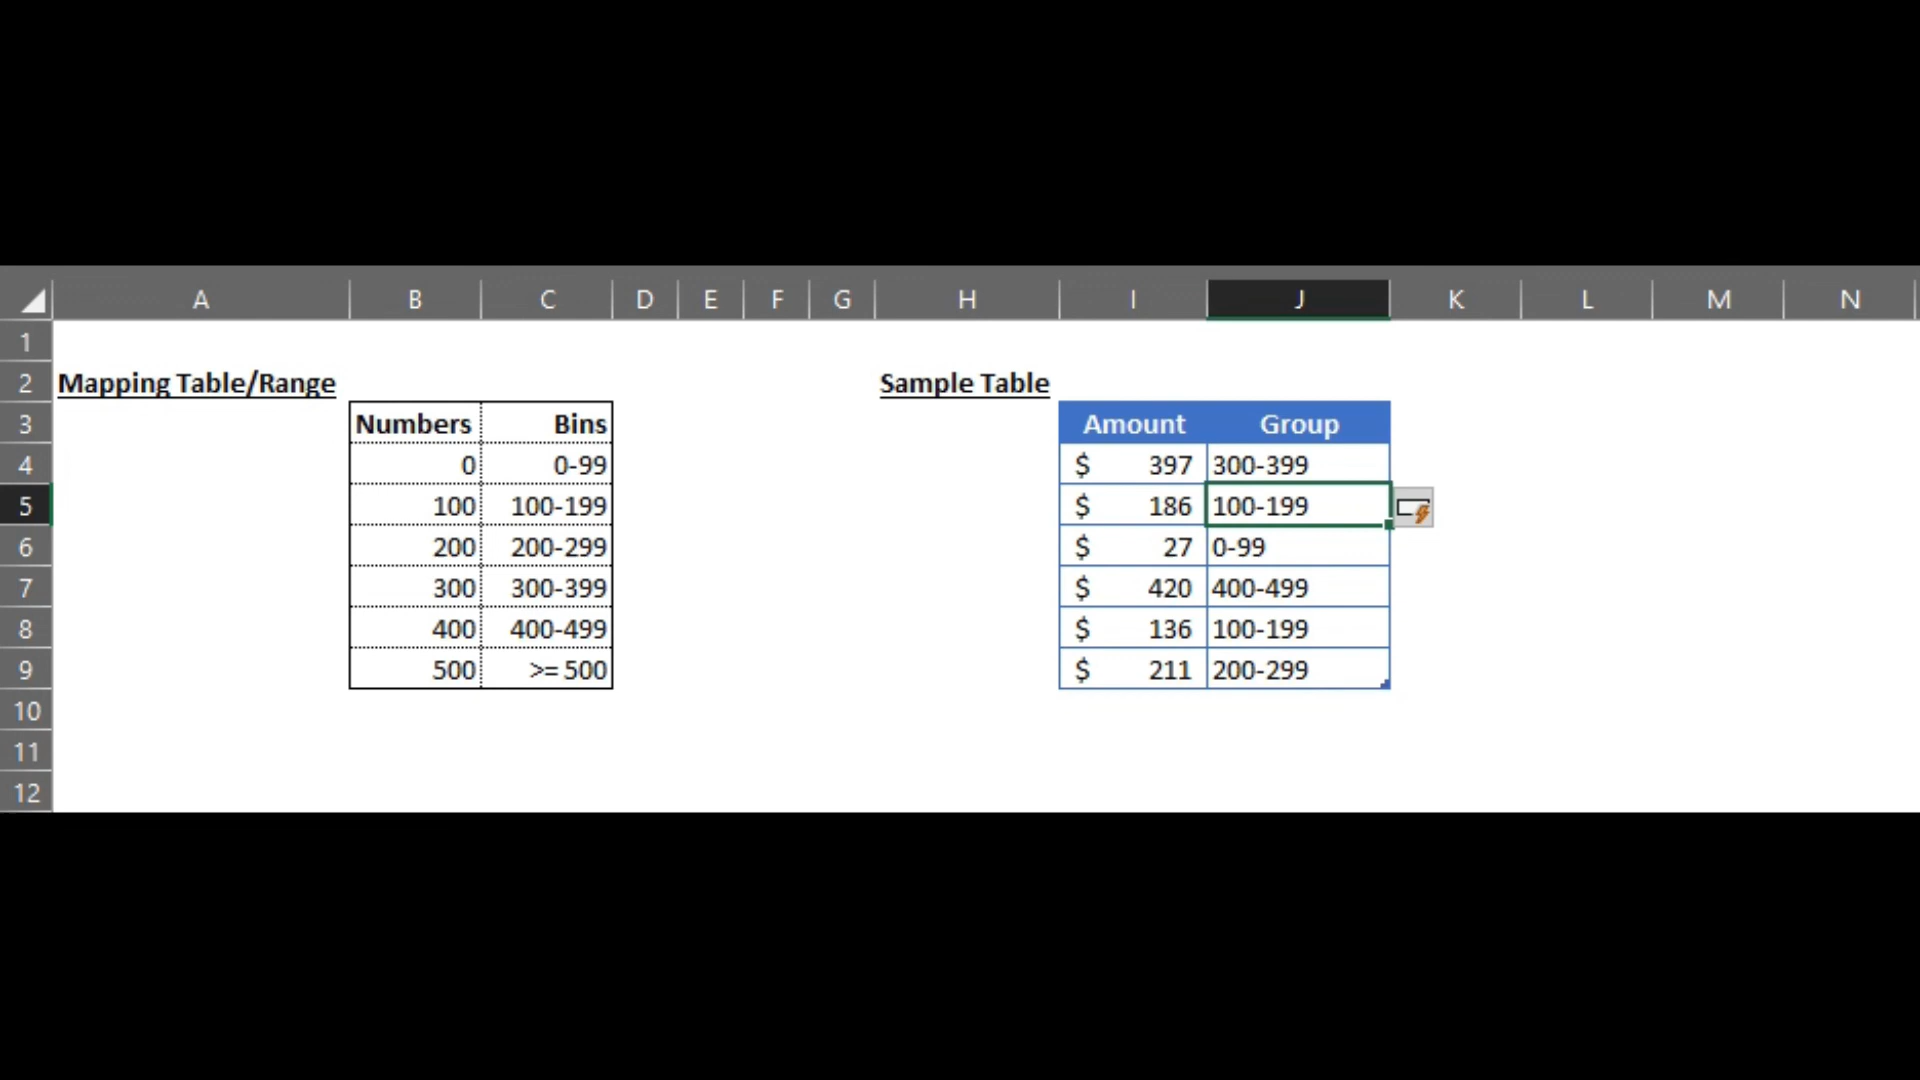 A B C D E F G H I J K L M N
1
2 Mapping Table/Range Sample Table
3 Numbers Bins Amount Group
4 0 0-99 $ 397 300-399
5 100 100-199 $ 186 100-199
6 200 200-299 $ 27 0-99
7 300 300-399 $ 420 400-499
8 400 400-499 $ 136 100-199
9 500 >= 500 $ 211 200-299
10
11
12